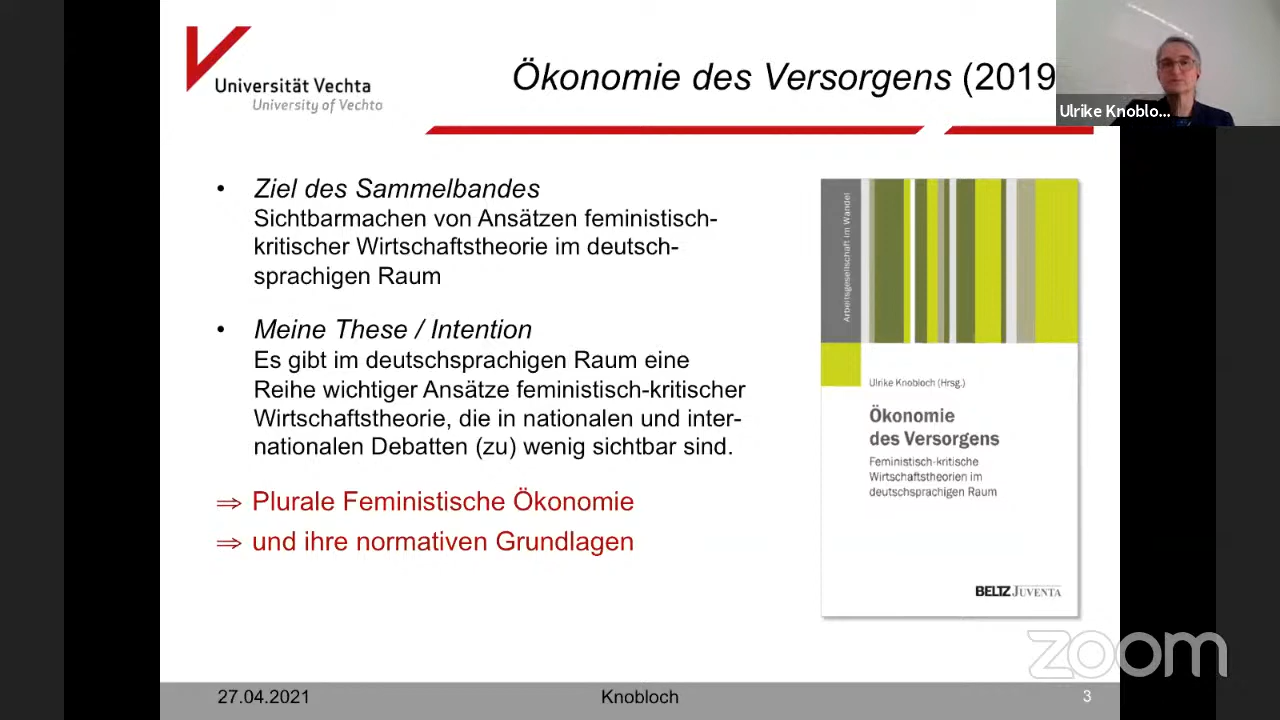 Universität Vechta
University of Vechta
Ökonomie des Versorgens (2019
Ulrike Knoblo...
• Ziel des Sammelbandes
Sichtbarmachen von Ansätzen feministisch-
kritischer Wirtschaftstheorie im deutsch-
sprachigen Raum
• Meine These / Intention
Es gibt im deutschsprachigen Raum eine
Reihe wichtiger Ansätze feministisch-kritischer
Wirtschaftstheorie, die in nationalen und inter-
nationalen Debatten (zu) wenig sichtbar sind.
⇒ Plurale Feministische Ökonomie
⇒ und ihre normativen Grundlagen
Arbeitsgesellschaft im Wandel
Ulrike Knobloch (Hrsg.)
Ökonomie
des Versorgens
Feministisch-kritische
Wirtschaftstheorien im
deutschsprachigen Raum
BELTZ JUVENTA
zoom
27.04.2021
Knobloch
3